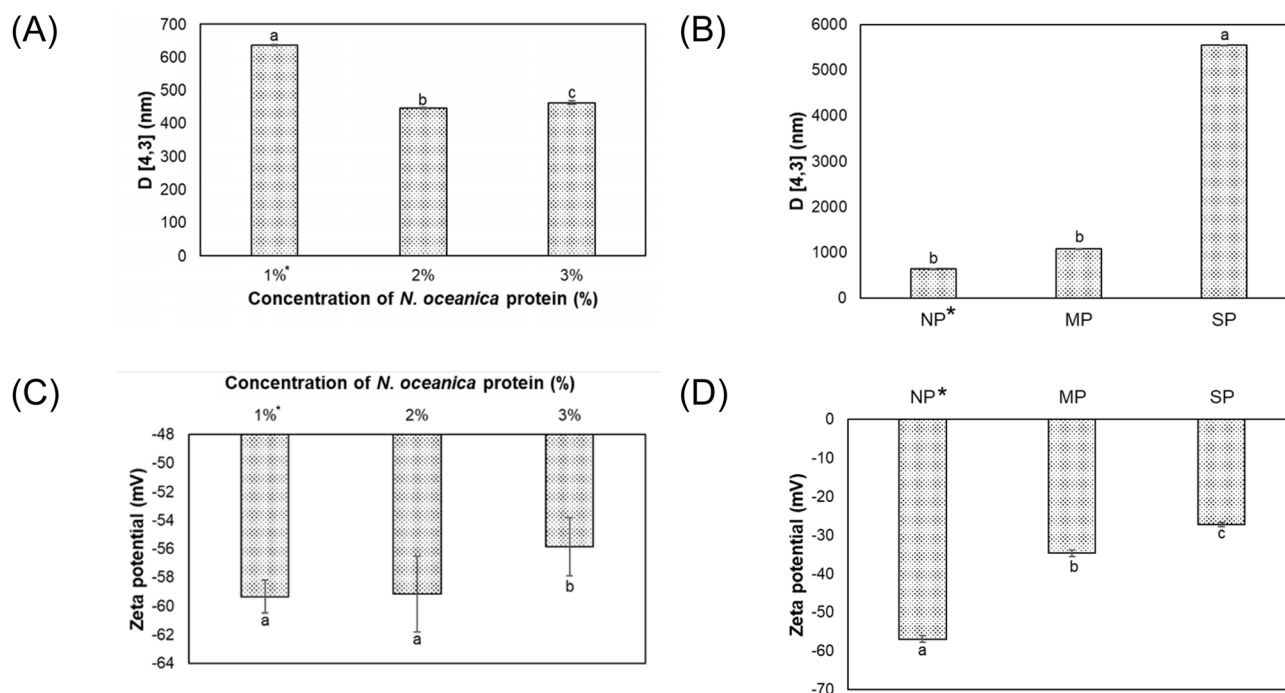 (A)
D [4,3] (nm)
700
600
500
400
300
200
100
0
a
b
c
1%*
2%
3%
Concentration of N. oceanica protein (%)
(B)
D [4,3] (nm)
6000
5000
4000
3000
2000
1000
0
b
b
a
NP*
MP
SP
(C)
Concentration of N. oceanica protein (%)
1%*
2%
3%
Zeta potential (mV)
-48
-50
-52
-54
-56
-58
-60
-62
-64
a
a
b
(D)
NP*
MP
SP
Zeta potential (mV)
0
-10
-20
-30
-40
-50
-60
-70
a
b
c